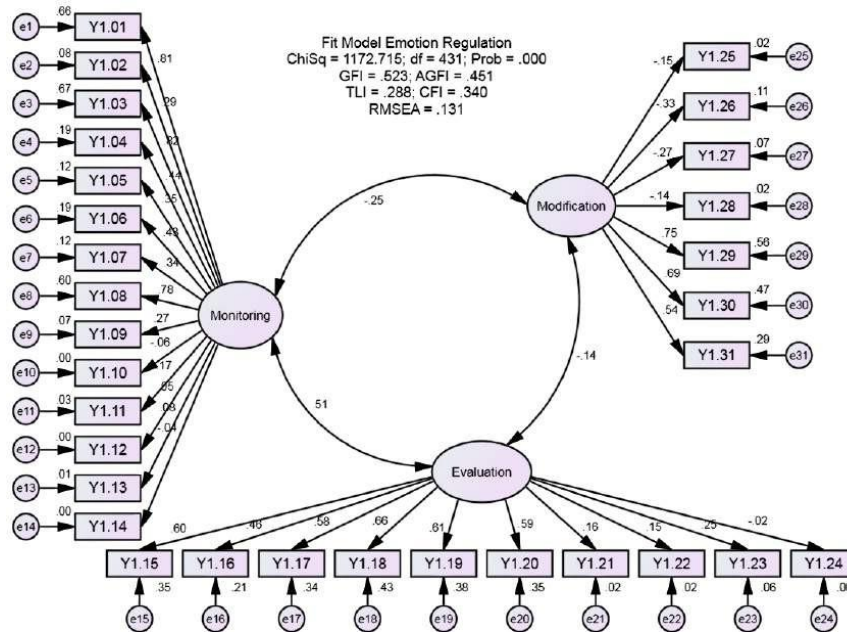 Fit Model Emotion Regulation
ChiSq = 1172.715; df = 431; Prob = .000
GFI = .523; AGFI = .451
TLI = .288; CFI = .340
RMSEA = .131
e1 .66 Y1.01 .81
e2 .08 Y1.02 .29
e3 .67 Y1.03 .82
e4 .19 Y1.04 .44
e5 .12 Y1.05 .35
e6 .19 Y1.06 .43
e7 .12 Y1.07 .34
e8 .60 Y1.08 .78
e9 .07 Y1.09 .27
e10 .00 Y1.10 -.06
e11 .03 Y1.11 .17
e12 .00 Y1.12 .05
e13 .01 Y1.13 .08
e14 .00 Y1.14 -.04
Monitoring
-.25
Modification
-.15 Y1.25 .02 e25
-.33 Y1.26 .11 e26
-.27 Y1.27 .07 e27
-.14 Y1.28 .02 e28
.75 Y1.29 .56 e29
.69 Y1.30 .47 e30
.54 Y1.31 .29 e31
.51
-.14
Evaluation
.60 .46 .58 .66 .61 .59 .16 .15 .25 -.02
Y1.15 Y1.16 Y1.17 Y1.18 Y1.19 Y1.20 Y1.21 Y1.22 Y1.23 Y1.24
.35 .21 .34 .43 .38 .35 .02 .02 .06
e15 e16 e17 e18 e19 e20 e21 e22 e23 e24